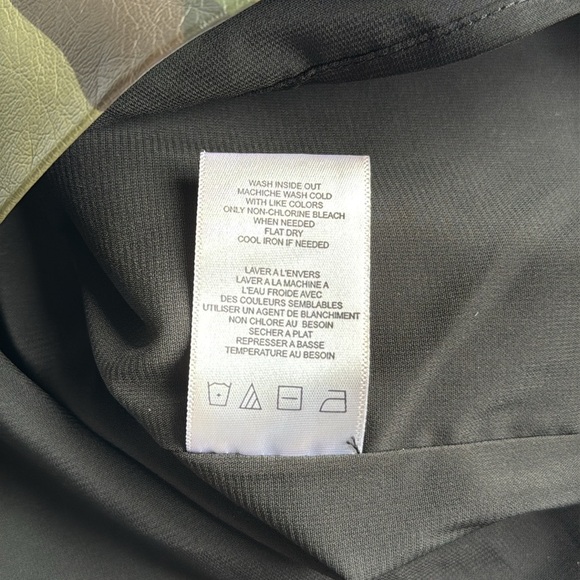 WASH INSIDE OUT
MACHICHE WASH COLD
WITH LIKE COLORS
ONLY NON-CHLORINE BLEACH
WHEN NEEDED
FLAT DRY
COOL IRON IF NEEDED
LAVER A L'ENVERS
LAVER A LA MACHINE A
L'EAU FROIDE AVEC
DES COULEURS SEMBLABLES
UTILISER UN AGENT DE BLANCHIMENT
NON CHLORE AU BESOIN
SECHER A PLAT
REPRESSER A BASSE
TEMPERATURE AU BESOIN